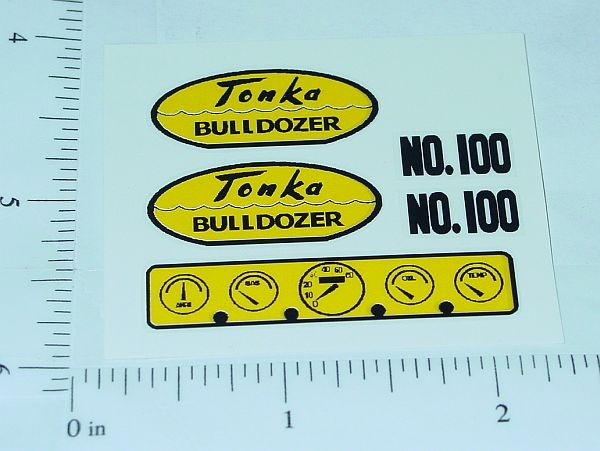 4
5
6
Tonka
BULLDOZER
NO. 100
Tonka
BULLDOZER
NO. 100
AMP. GAS 0 20 40 60 80 OIL TEMP
0 in 1 2